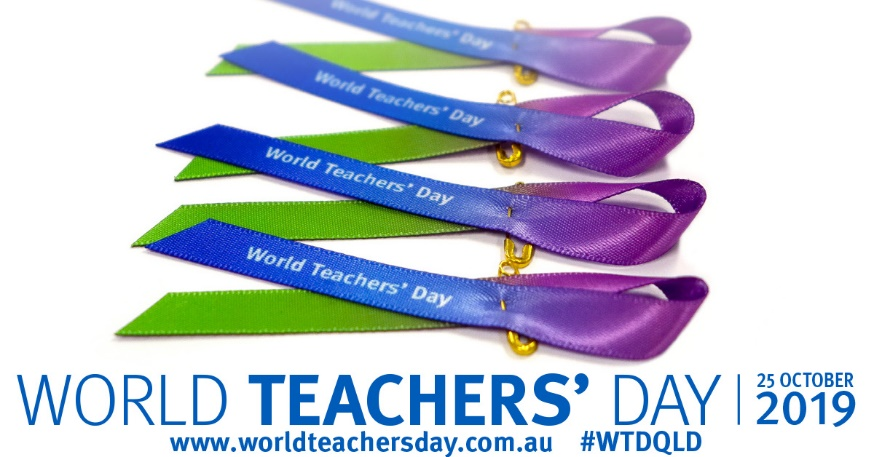 World Teachers' Day
World Teachers' Day
World Teachers' Day
World Teachers' Day
WORLD TEACHERS' DAY
25 OCTOBER
2019
www.worldteachersday.com.au #WTDQLD